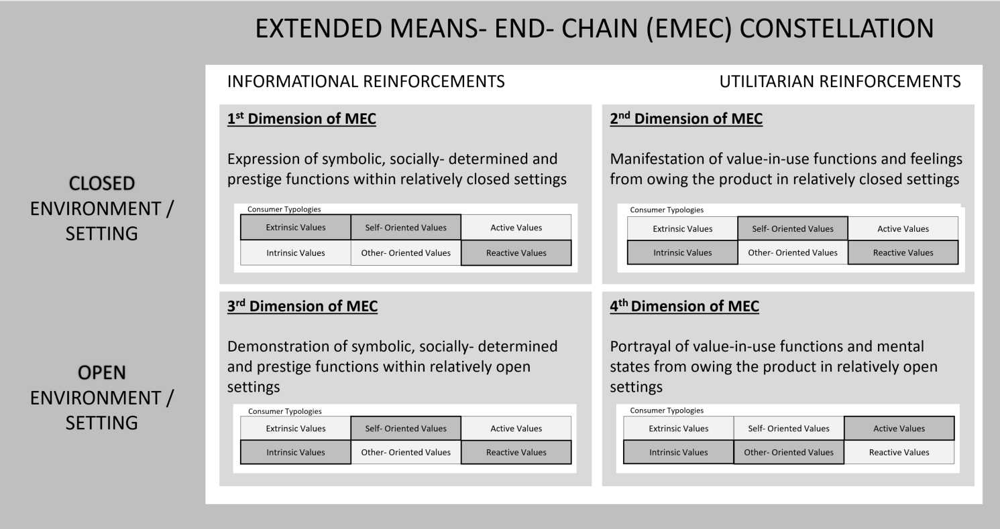 EXTENDED MEANS- END- CHAIN (EMEC) CONSTELLATION
INFORMATIONAL REINFORCEMENTS
UTILITARIAN REINFORCEMENTS
CLOSED
ENVIRONMENT /
SETTING
1st Dimension of MEC
Expression of symbolic, socially- determined and
prestige functions within relatively closed settings
Consumer Typologies
Extrinsic Values
Self- Oriented Values
Active Values
Intrinsic Values
Other- Oriented Values
Reactive Values
2nd Dimension of MEC
Manifestation of value-in-use functions and feelings
from owing the product in relatively closed settings
Consumer Typologies
Extrinsic Values
Self- Oriented Values
Active Values
Intrinsic Values
Other- Oriented Values
Reactive Values
OPEN
ENVIRONMENT /
SETTING
3rd Dimension of MEC
Demonstration of symbolic, socially- determined
and prestige functions within relatively open
settings
Consumer Typologies
Extrinsic Values
Self- Oriented Values
Active Values
Intrinsic Values
Other- Oriented Values
Reactive Values
4th Dimension of MEC
Portrayal of value-in-use functions and mental
states from owing the product in relatively open
settings
Consumer Typologies
Extrinsic Values
Self- Oriented Values
Active Values
Intrinsic Values
Other- Oriented Values
Reactive Values